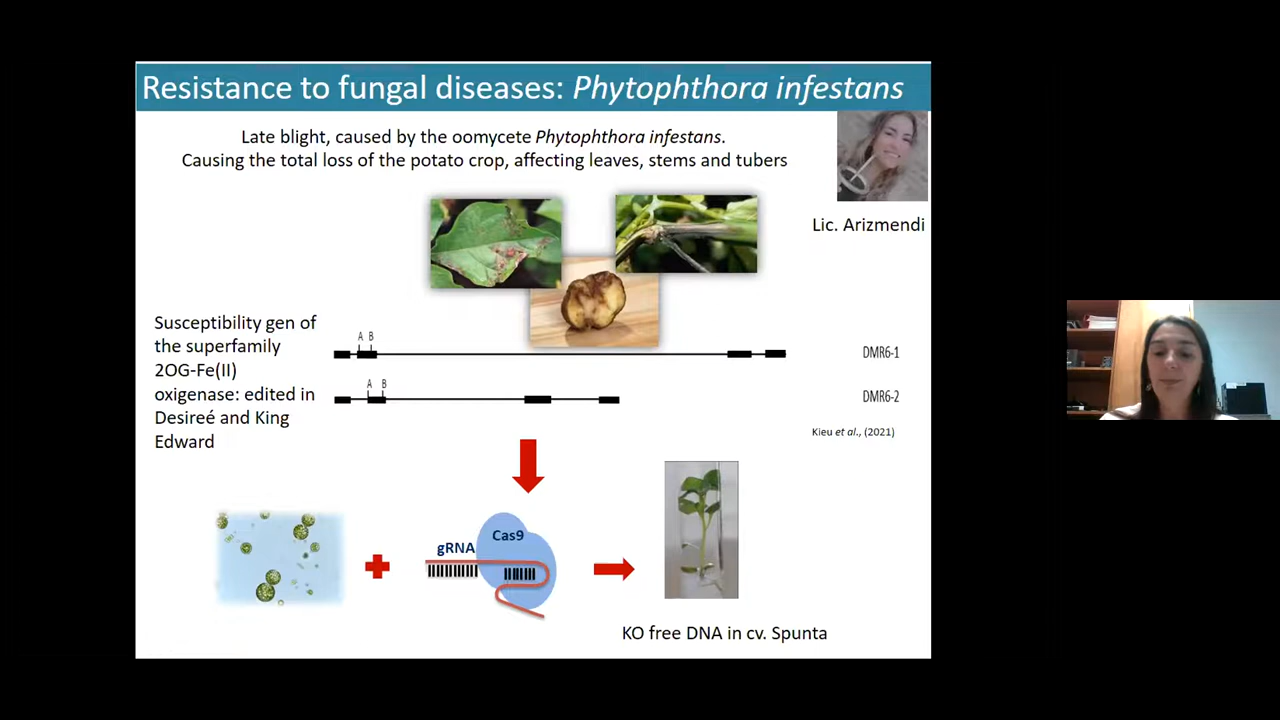 Resistance to fungal diseases: Phytophthora infestans
Late blight, caused by the oomycete Phytophthora infestans.
Causing the total loss of the potato crop, affecting leaves, stems and tubers
Lic. Arizmendi
Susceptibility gen of
the superfamily
2OG-Fe(II)
oxigenase: edited in
Desireé and King
Edward
A B
DMR6-1
A B
DMR6-2
Kieu et al., (2021)
Cas9
gRNA
KO free DNA in cv. Spunta